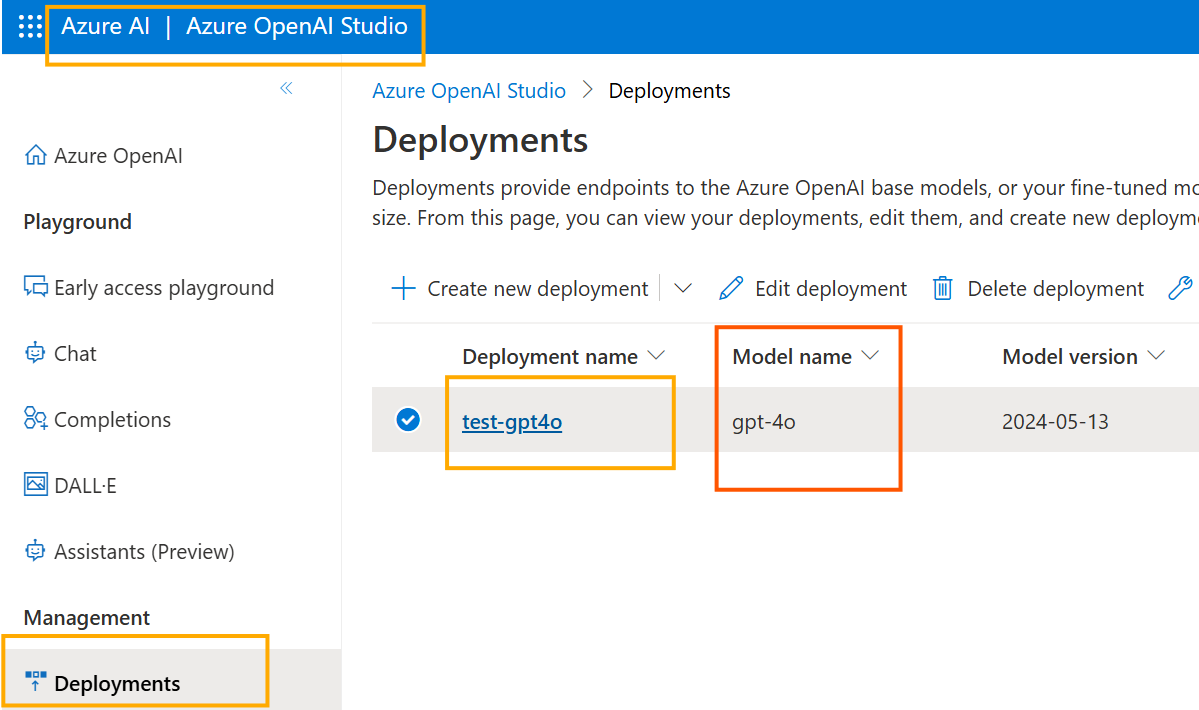 Azure AI | Azure OpenAI Studio
Azure OpenAI
Playground
Early access playground
Chat
Completions
DALL·E
Assistants (Preview)
Management
Deployments
Azure OpenAI Studio > Deployments
Deployments
Deployments provide endpoints to the Azure OpenAI base models, or your fine-tuned
size. From this page, you can view your deployments, edit them, and create new
Create new deployment Edit deployment Delete deployment
Deployment name Model name Model version
test-gpt4o gpt-4o 2024-05-13